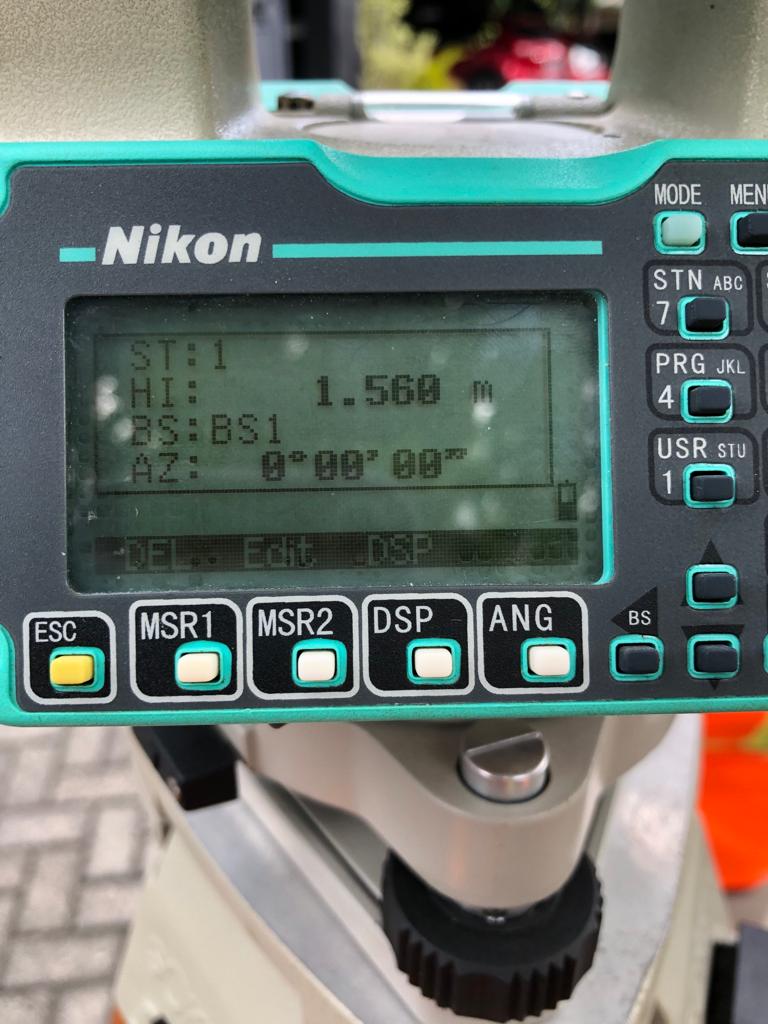 Nikon
ST:1
HI: 1.560 m
BS:BS1
AZ: 0°00'00"
DEL Edit DSP
ESC
MSR1
MSR2
DSP
ANG
BS
MODE
MENU
STN ABC
7
PRG JKL
4
USR STU
1